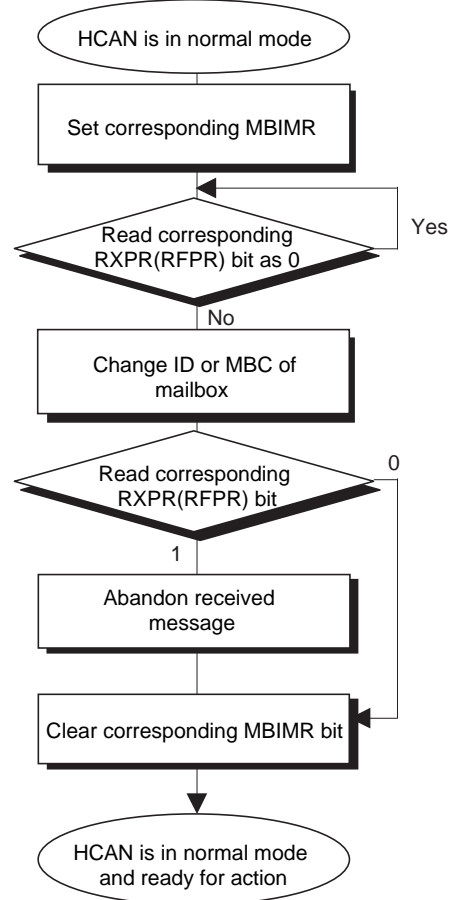 HCAN is in normal mode
Set corresponding MBIMR
Yes
Read corresponding
RXPR(RFPR) bit as 0
No
Change ID or MBC of
mailbox
0
Read corresponding
RXPR(RFPR) bit
1
Abandon received
message
Clear corresponding MBIMR bit
HCAN is in normal mode
and ready for action